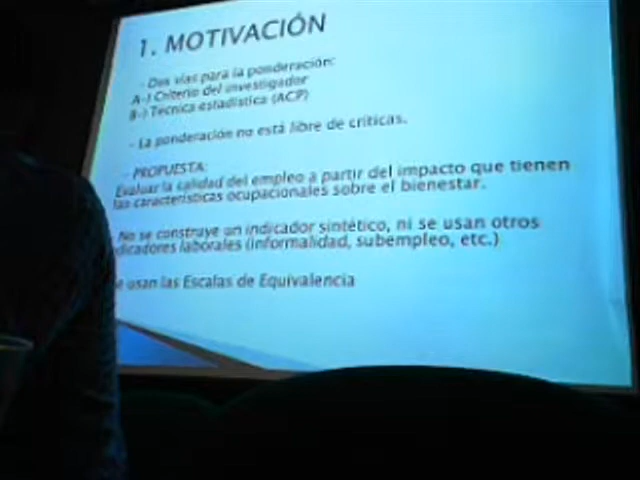 1. MOTIVACIÓN
- Dos vías para la ponderación:
A-) Criterio del investigador
B-) Técnica estadística (ACP)
- La ponderación no está libre de críticas.
- PROPUESTA:
Evaluar la calidad del empleo a partir del impacto que tienen
las características ocupacionales sobre el bienestar.
No se construye un indicador sintético, ni se usan otros
dicadores laborales (informalidad, subempleo, etc.)
e usan las Escalas de Equivalencia